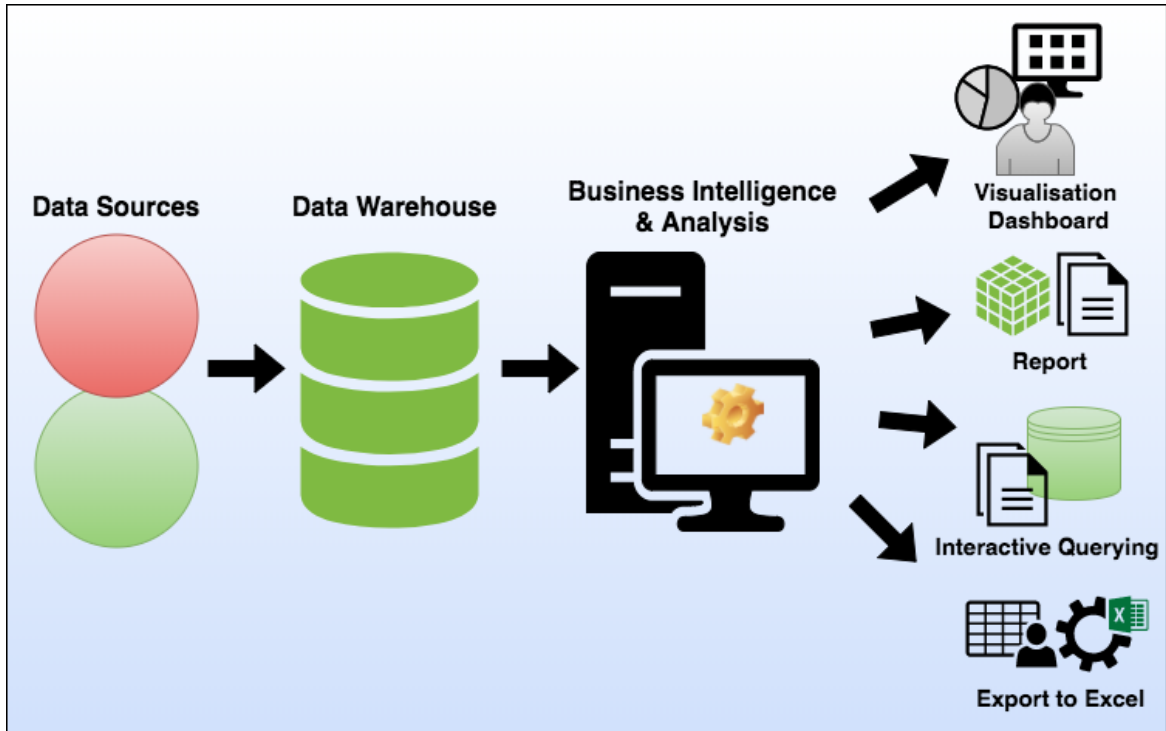 Data Sources
Data Warehouse
Business Intelligence
& Analysis
Visualisation
Dashboard
Report
Interactive Querying
X
Export to Excel